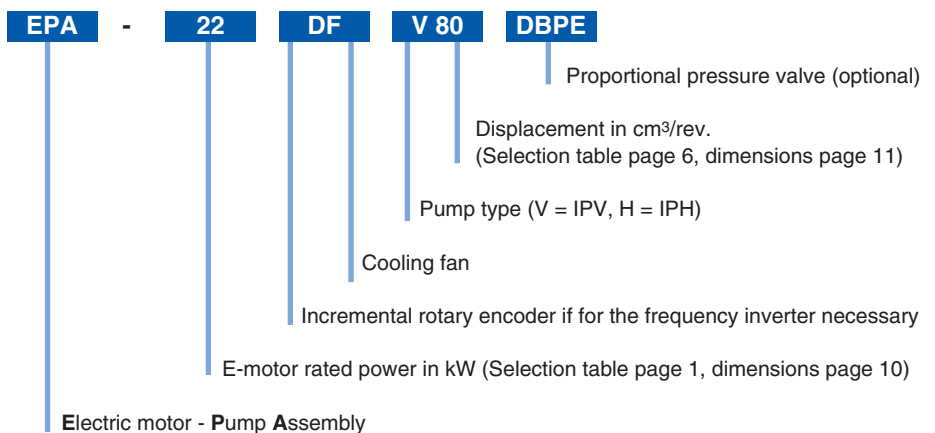 EPA - 22 DF V 80 DBPE
Proportional pressure valve (optional)
Displacement in cm³/rev.
(Selection table page 6, dimensions page 11)
Pump type (V = IPV, H = IPH)
Cooling fan
Incremental rotary encoder if for the frequency inverter necessary
E-motor rated power in kW (Selection table page 1, dimensions page 10)
Electric motor - Pump Assembly